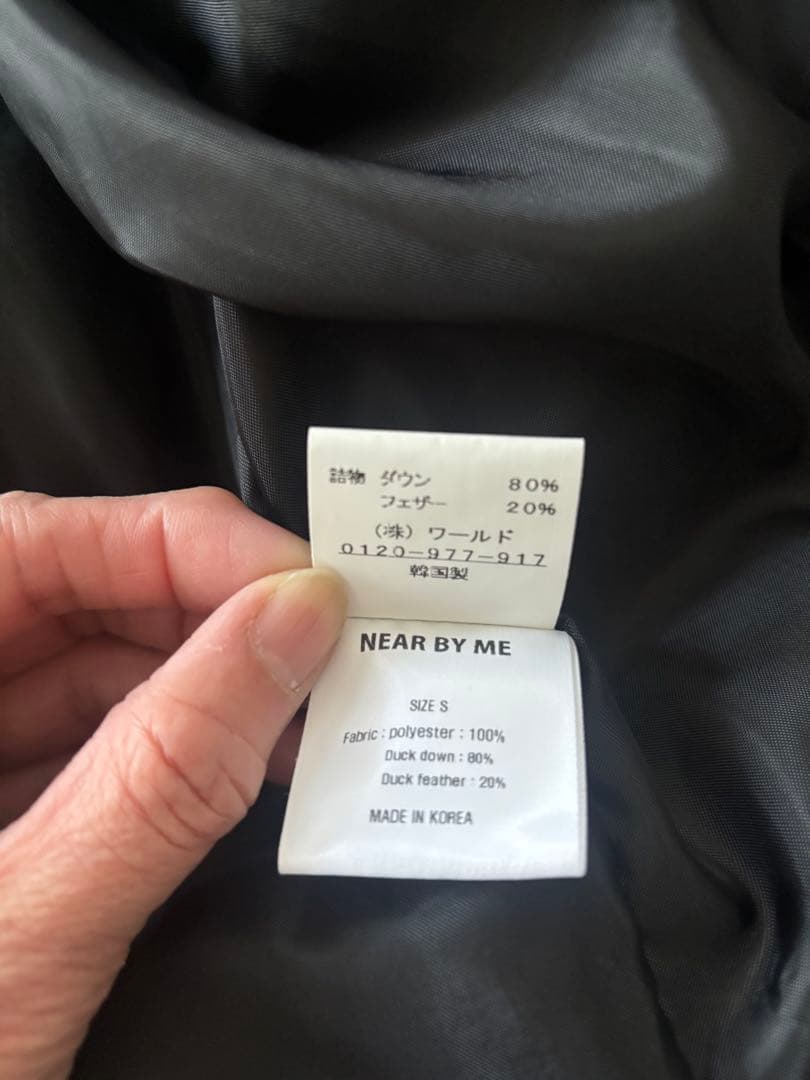 詰物 ダウン 80%
フェザー 20%
(株) ワールド
0120-977-917
韓国製
NEAR BY ME
SIZE S
Fabric : polyester : 100%
Duck down : 80%
Duck feather : 20%
MADE IN KOREA